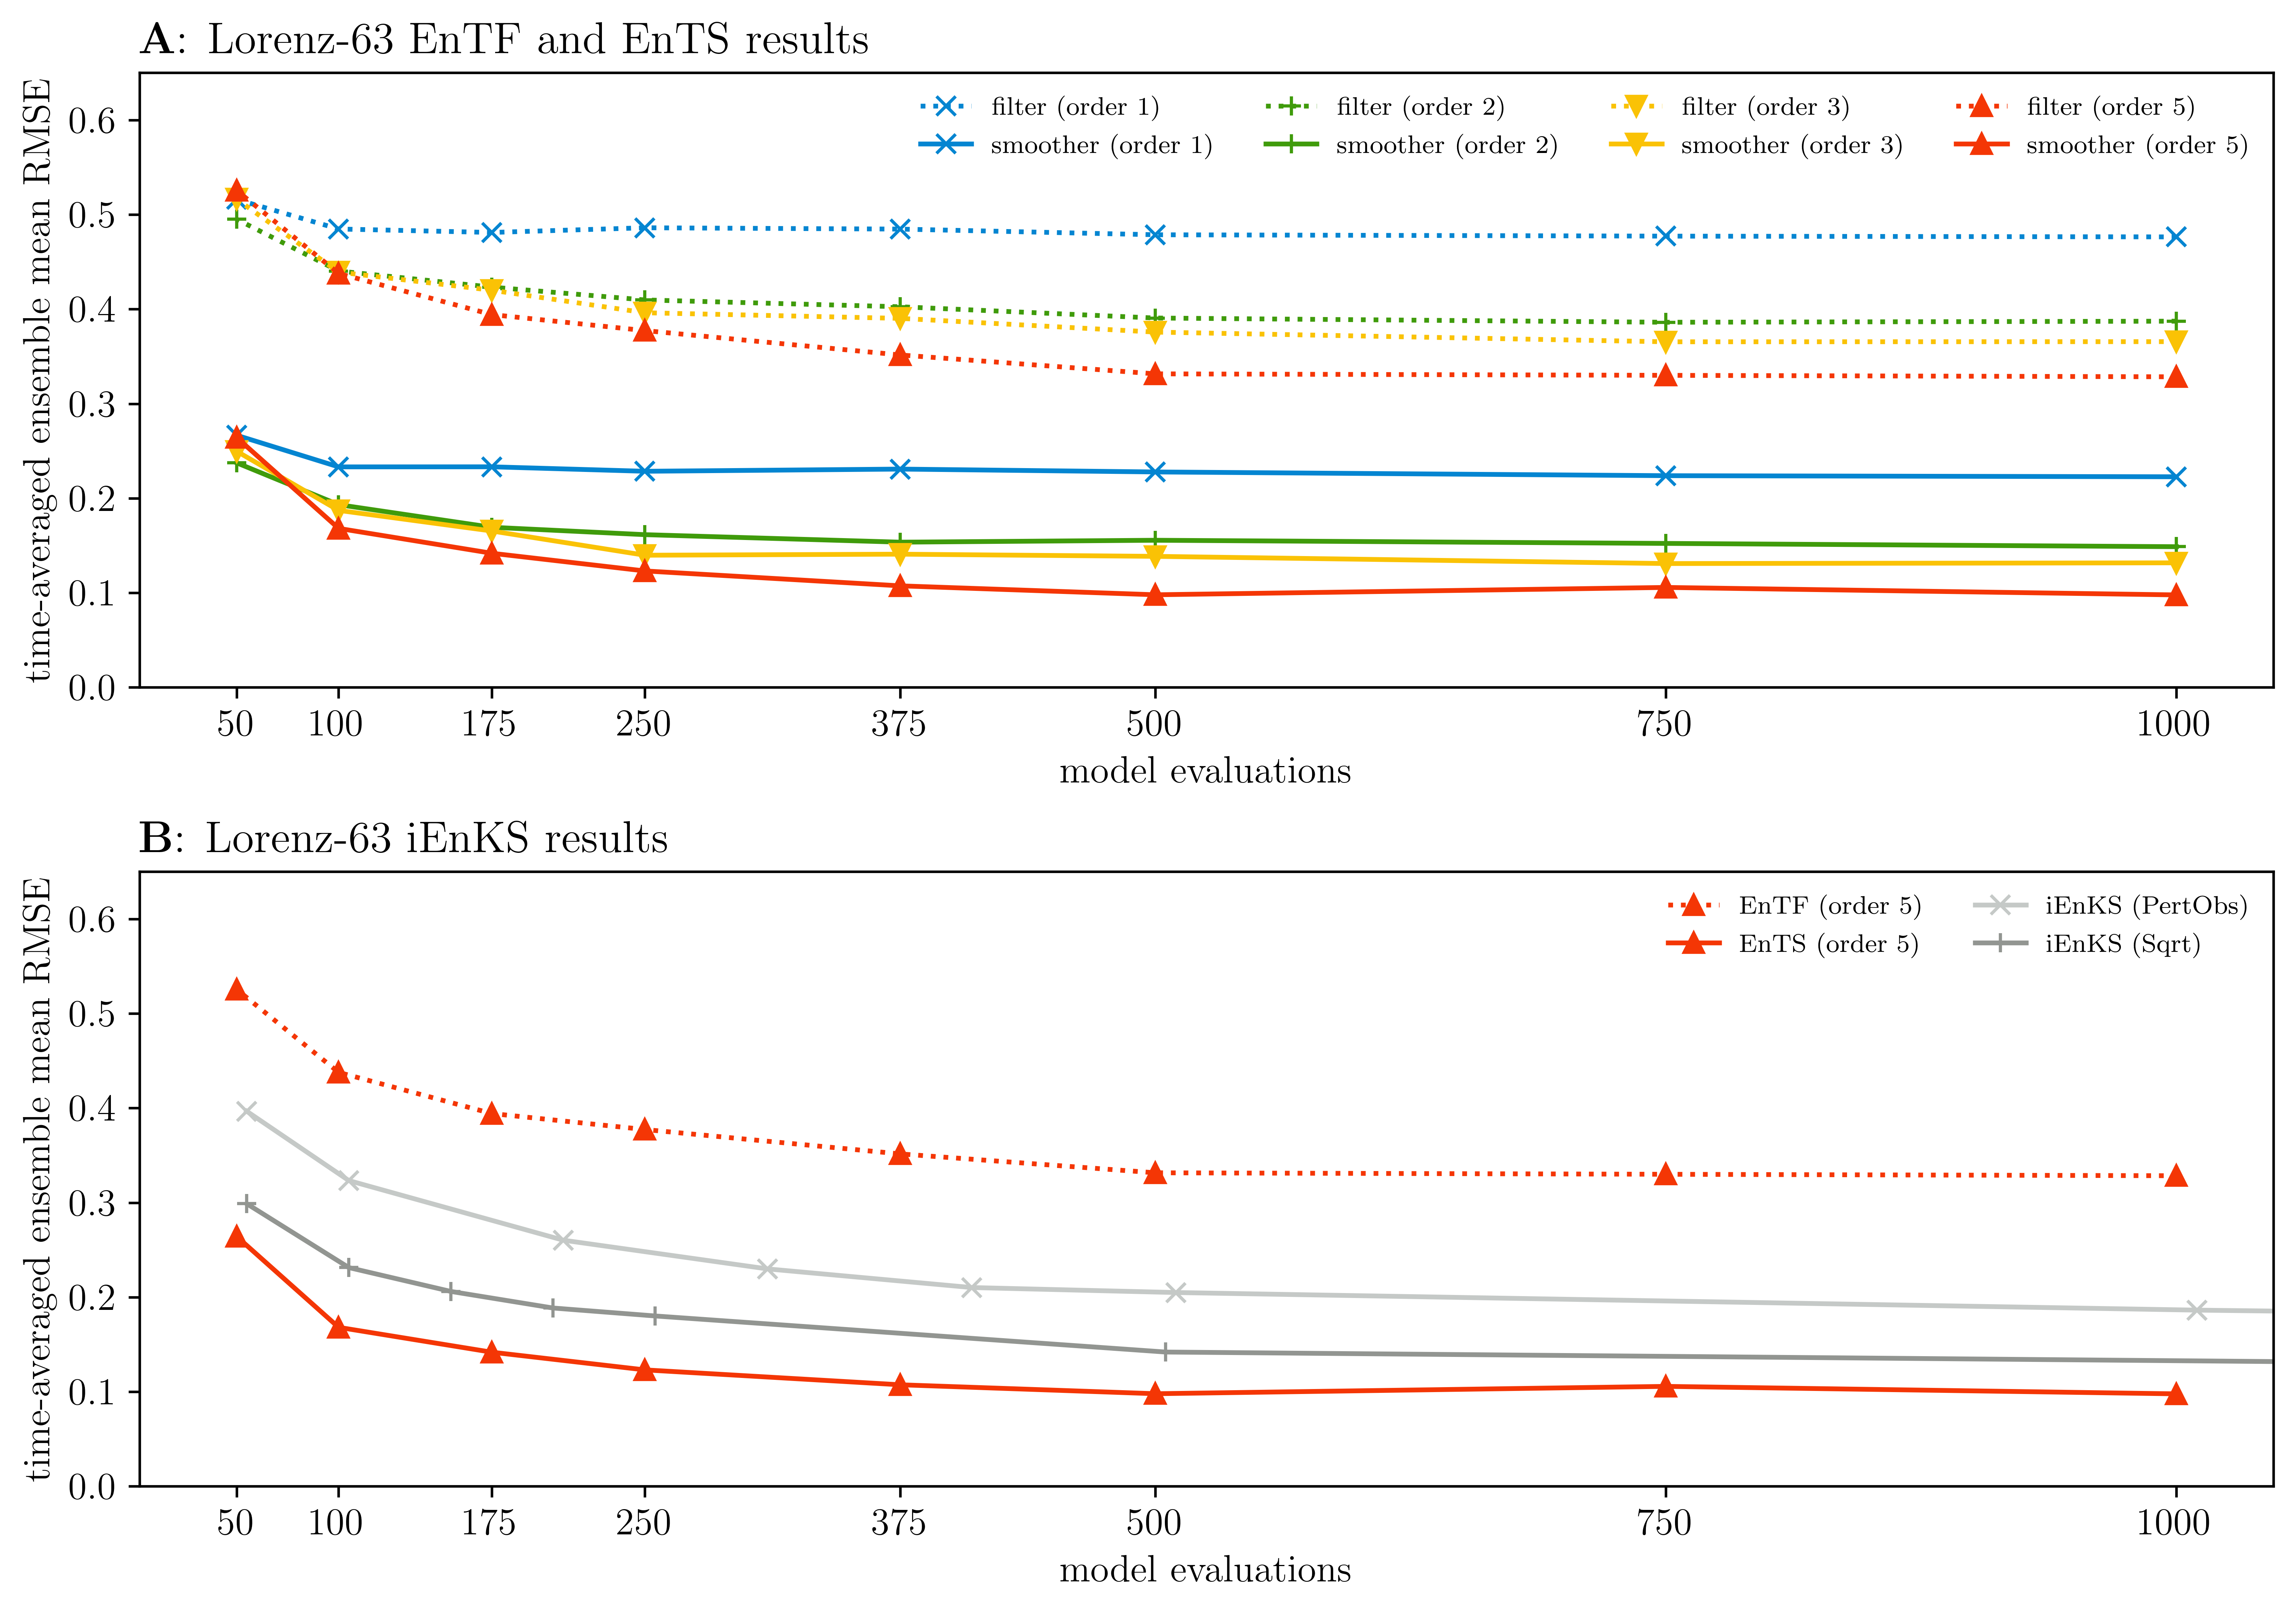 A: Lorenz-63 EnTF and EnTS results
time-averaged ensemble mean RMSE
0.6
0.5
0.4
0.3
0.2
0.1
0.0
filter (order 1)
smoother (order 1)
filter (order 2)
smoother (order 2)
filter (order 3)
smoother (order 3)
filter (order 5)
smoother (order 5)
50 100 175 250 375 500 750 1000
model evaluations
B: Lorenz-63 iEnKS results
time-averaged ensemble mean RMSE
0.6
0.5
0.4
0.3
0.2
0.1
0.0
EnTF (order 5)
EnTS (order 5)
iEnKS (PertObs)
iEnKS (Sqrt)
50 100 175 250 375 500 750 1000
model evaluations